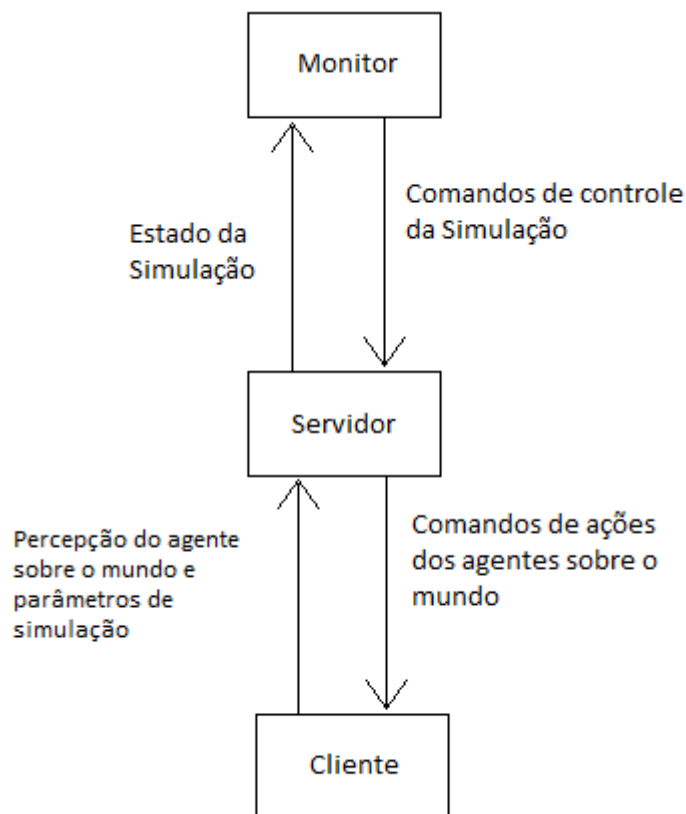 Monitor
Estado da
Simulação
Comandos de controle
da Simulação
Servidor
Percepção do agente
sobre o mundo e
parâmetros de
simulação
Comandos de ações
dos agentes sobre o
mundo
Cliente